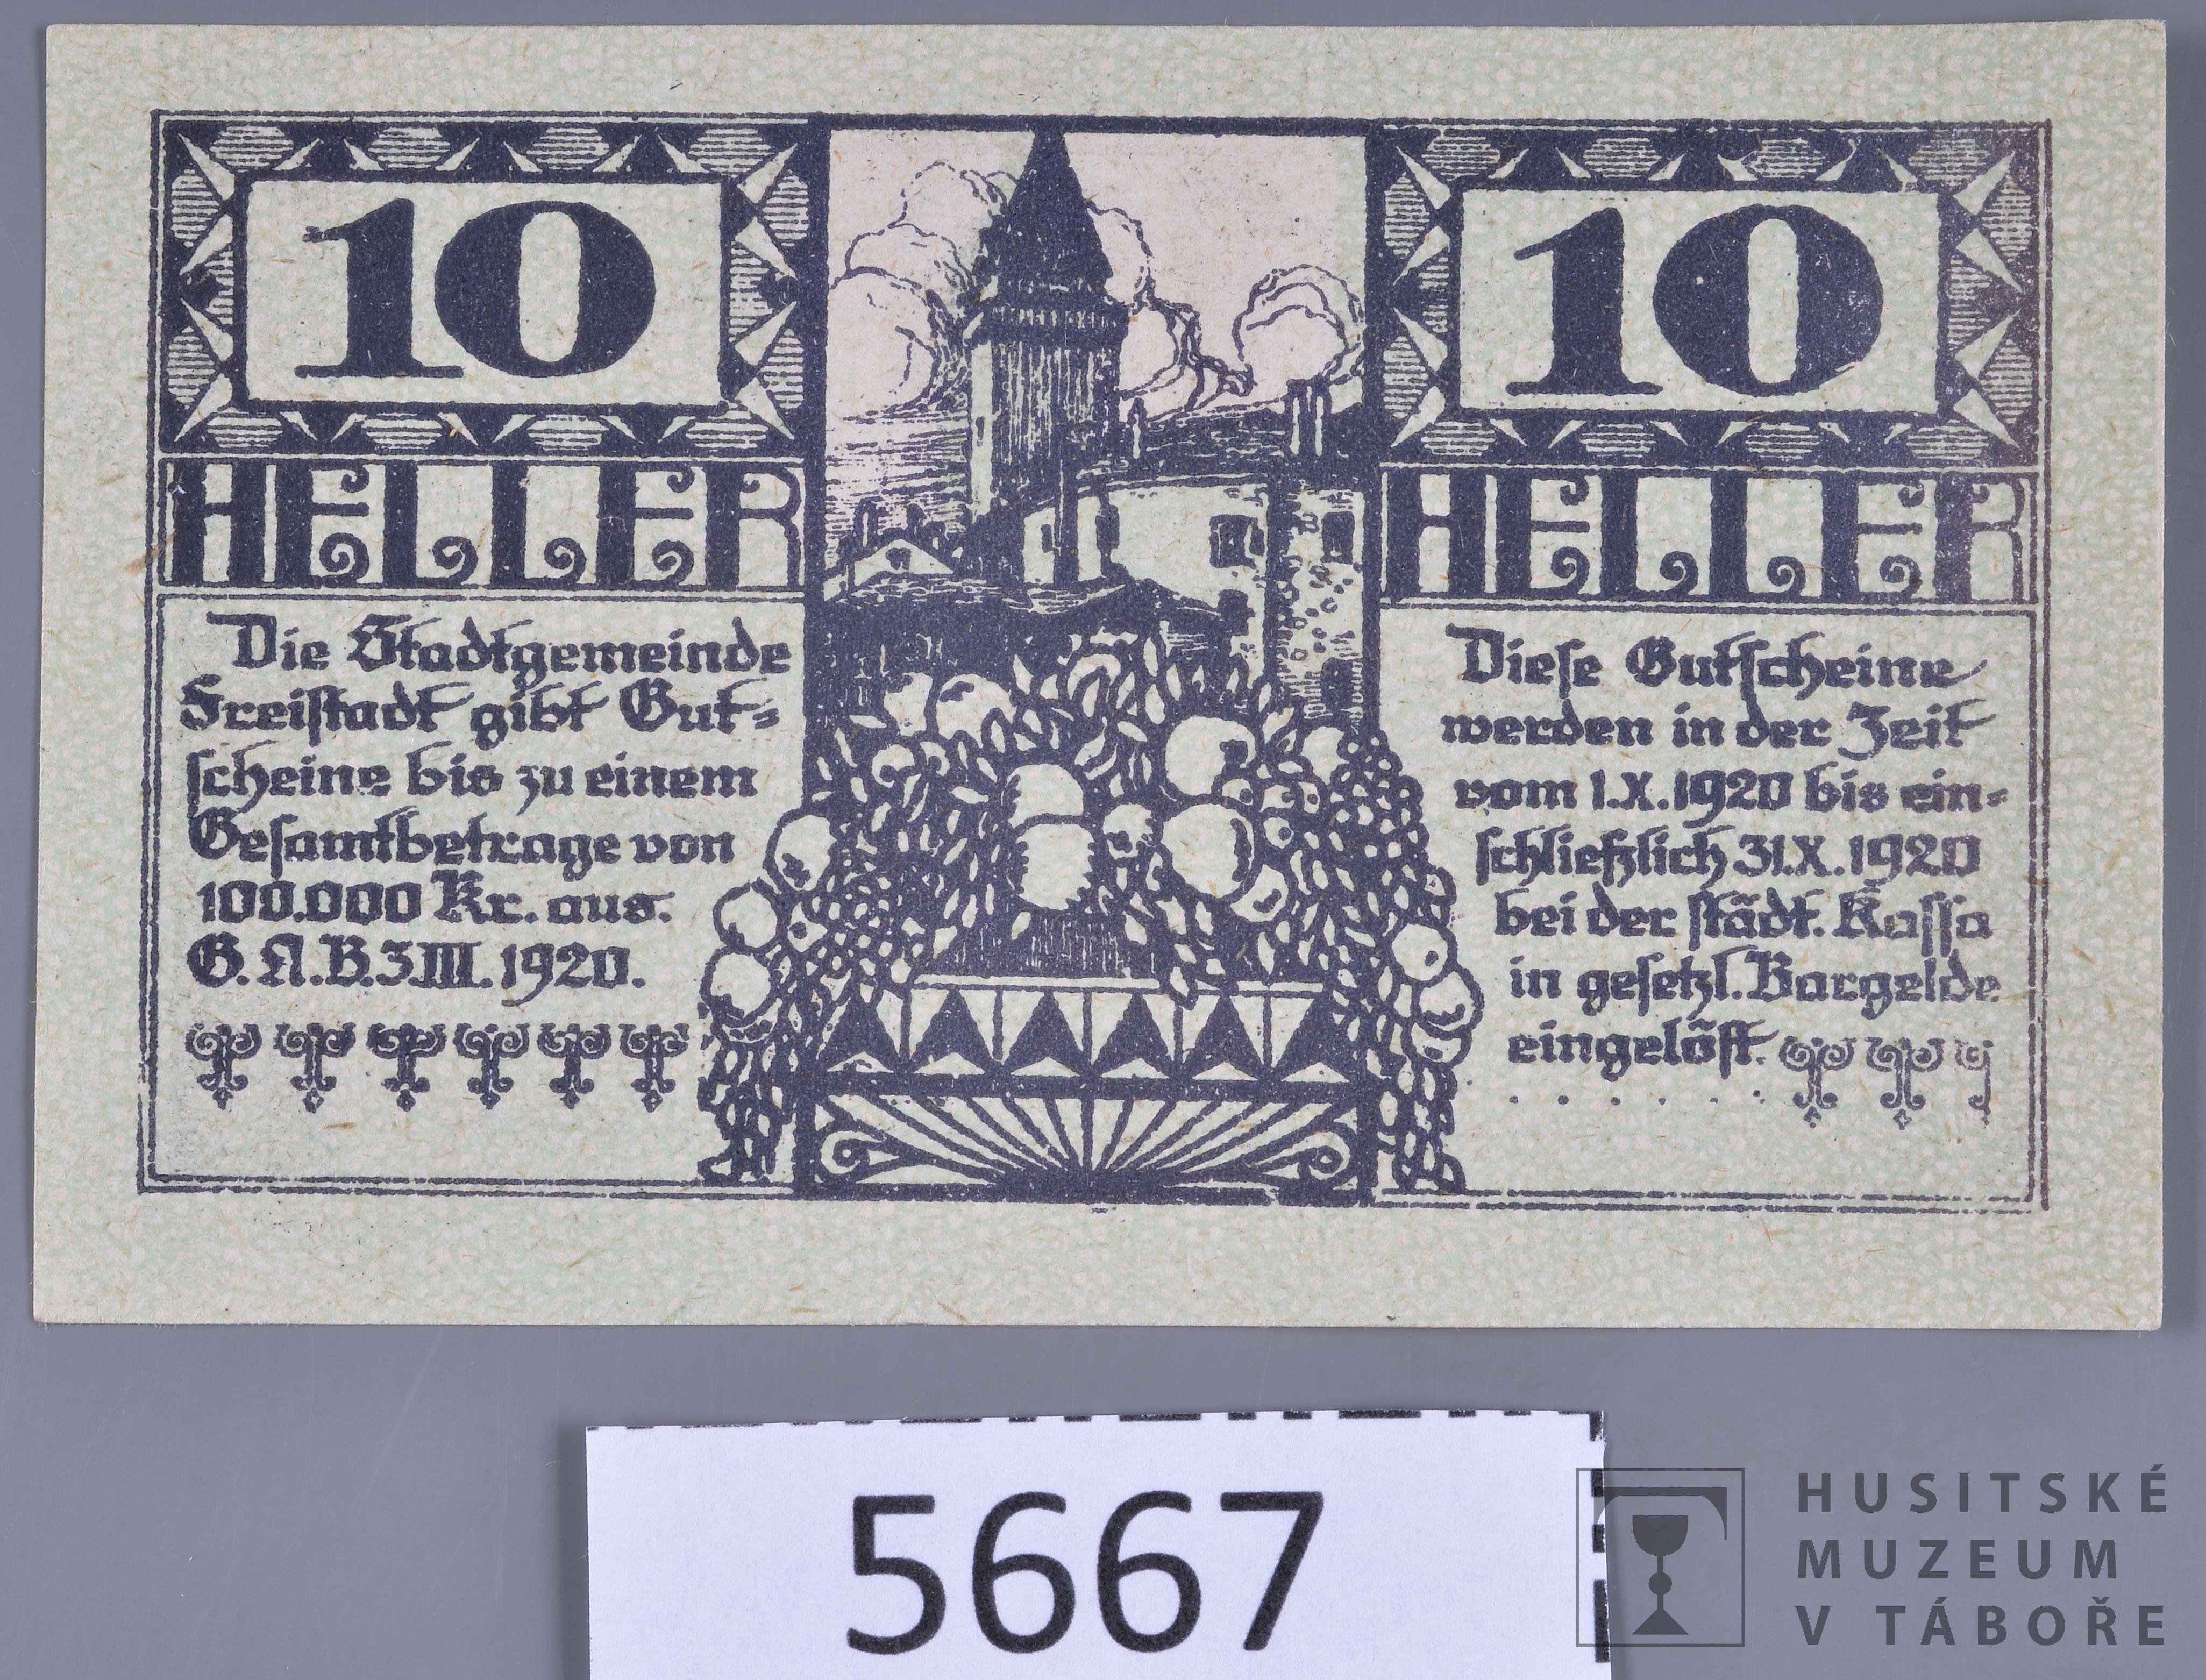 10
HELLER
Die Stadtgemeinde
Freistadt gibt Gut-
scheine bis zu einem
Gesamtbetrage von
100.000 Kr. aus.
G.A.B.3.III.1920.
10
HELLER
Diese Gutscheine
werden in der Zeit
vom 1.X.1920 bis ein-
schließlich 31.X.1920
bei der städt. Kassa
in gesetzl. Bargelde
eingelöst.
5667
HUSITSKÉ
MUZEUM
V TÁBOŘE